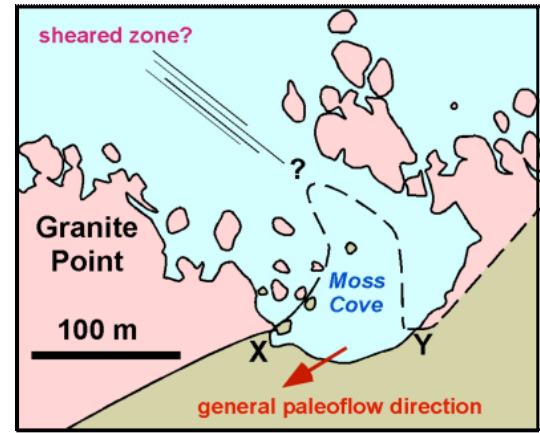 sheared zone?
?
Granite
Point
Moss
Cove
100 m
X
Y
general paleoflow direction